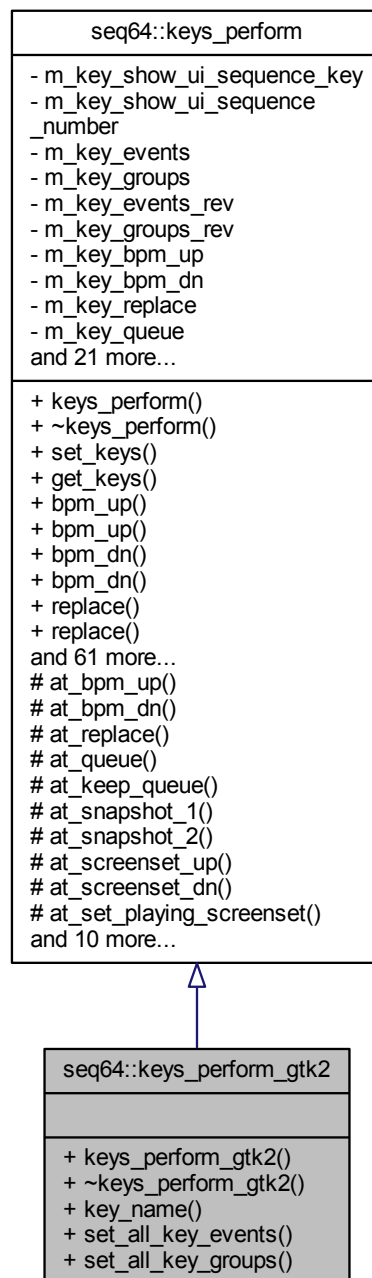 seq64::keys_perform
- m_key_show_ui_sequence_key
- m_key_show_ui_sequence
_number
- m_key_events
- m_key_groups
- m_key_events_rev
- m_key_groups_rev
- m_key_bpm_up
- m_key_bpm_dn
- m_key_replace
- m_key_queue
and 21 more...
+ keys_perform()
+ ~keys_perform()
+ set_keys()
+ get_keys()
+ bpm_up()
+ bpm_up()
+ bpm_dn()
+ bpm_dn()
+ replace()
+ replace()
and 61 more...
# at_bpm_up()
# at_bpm_dn()
# at_replace()
# at_queue()
# at_keep_queue()
# at_snapshot_1()
# at_snapshot_2()
# at_screenset_up()
# at_screenset_dn()
# at_set_playing_screenset()
and 10 more...
seq64::keys_perform_gtk2
+ keys_perform_gtk2()
+ ~keys_perform_gtk2()
+ key_name()
+ set_all_key_events()
+ set_all_key_groups()